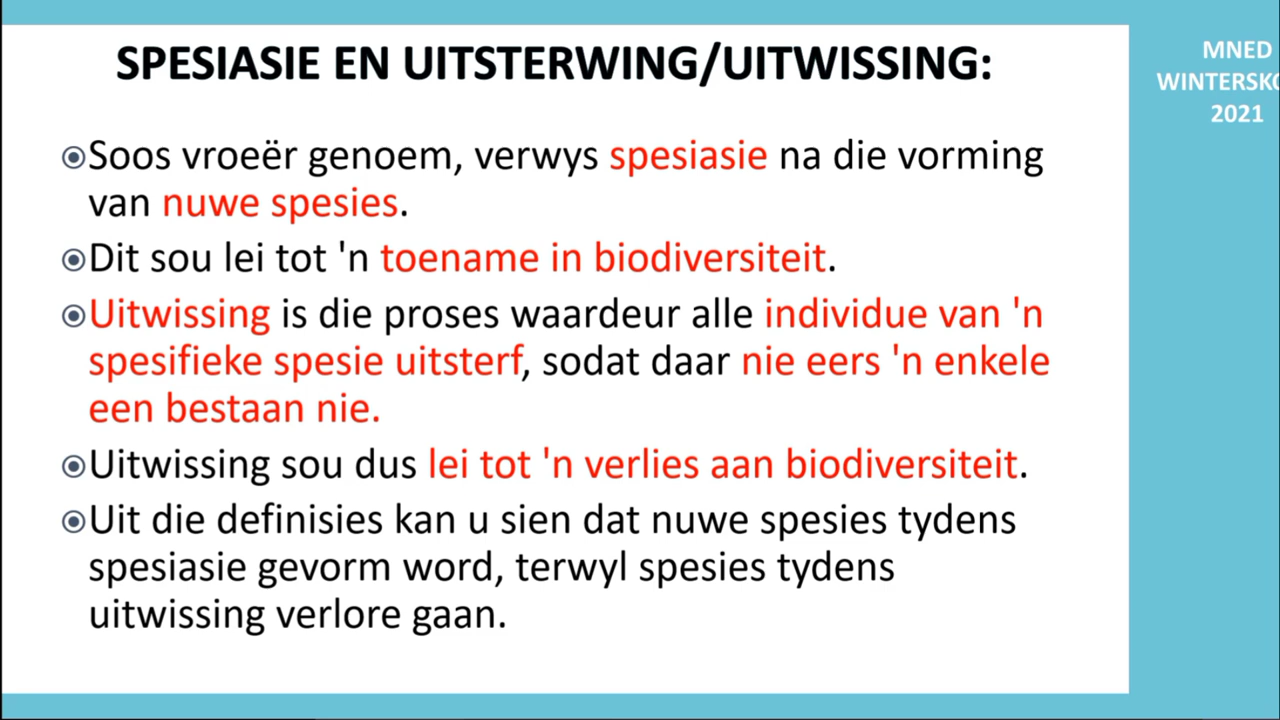 SPESIASIE EN UITSTERWING/UITWISSING:
MNED
2021
Soos vroeër genoem, verwys spesiasie na die vorming
van nuwe spesies.
Dit sou lei tot 'n toename in biodiversiteit.
Uitwissing is die proses waardeur alle individue van 'n
spesifieke spesie uitsterf, sodat daar nie eers 'n enkele
een bestaan nie.
Uitwissing sou dus lei tot 'n verlies aan biodiversiteit.
Uit die definisies kan u sien dat nuwe spesies tydens
spesiasie gevorm word, terwyl spesies tydens
uitwissing verlore gaan.